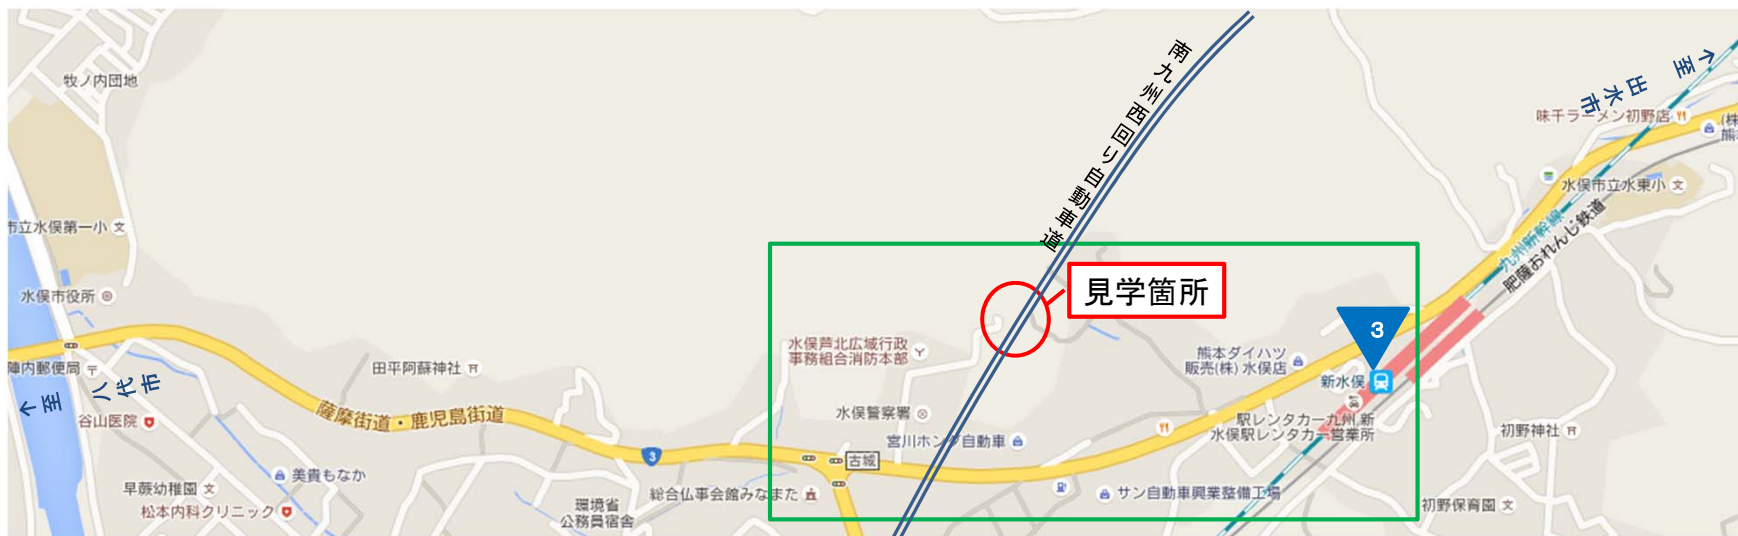 牧ノ内団地
市立水俣第一小
水俣市役所
陣内郵便局
↑至 八代市
谷山医院
美貴もなか
早蕨幼稚園
松本内科クリニック
田平阿蘇神社
薩摩街道・鹿児島街道
3
環境省
公務員宿舎
総合仏事会館みなまた
古城
水俣芦北広域行政
事務組合消防本部
水俣警察署
宮川ホンダ自動車
南九州西回り自動車道
見学箇所
サン自動車興業整備工場
熊本ダイハツ
販売(株) 水俣店
3
新水俣
駅レンタカー九州 新
水俣駅レンタカー営業所
初野神社
初野保育園
九州新幹線
肥薩おれんじ鉄道
水俣市立水東小
味千ラーメン初野店
↑至 出水市
(株
熊